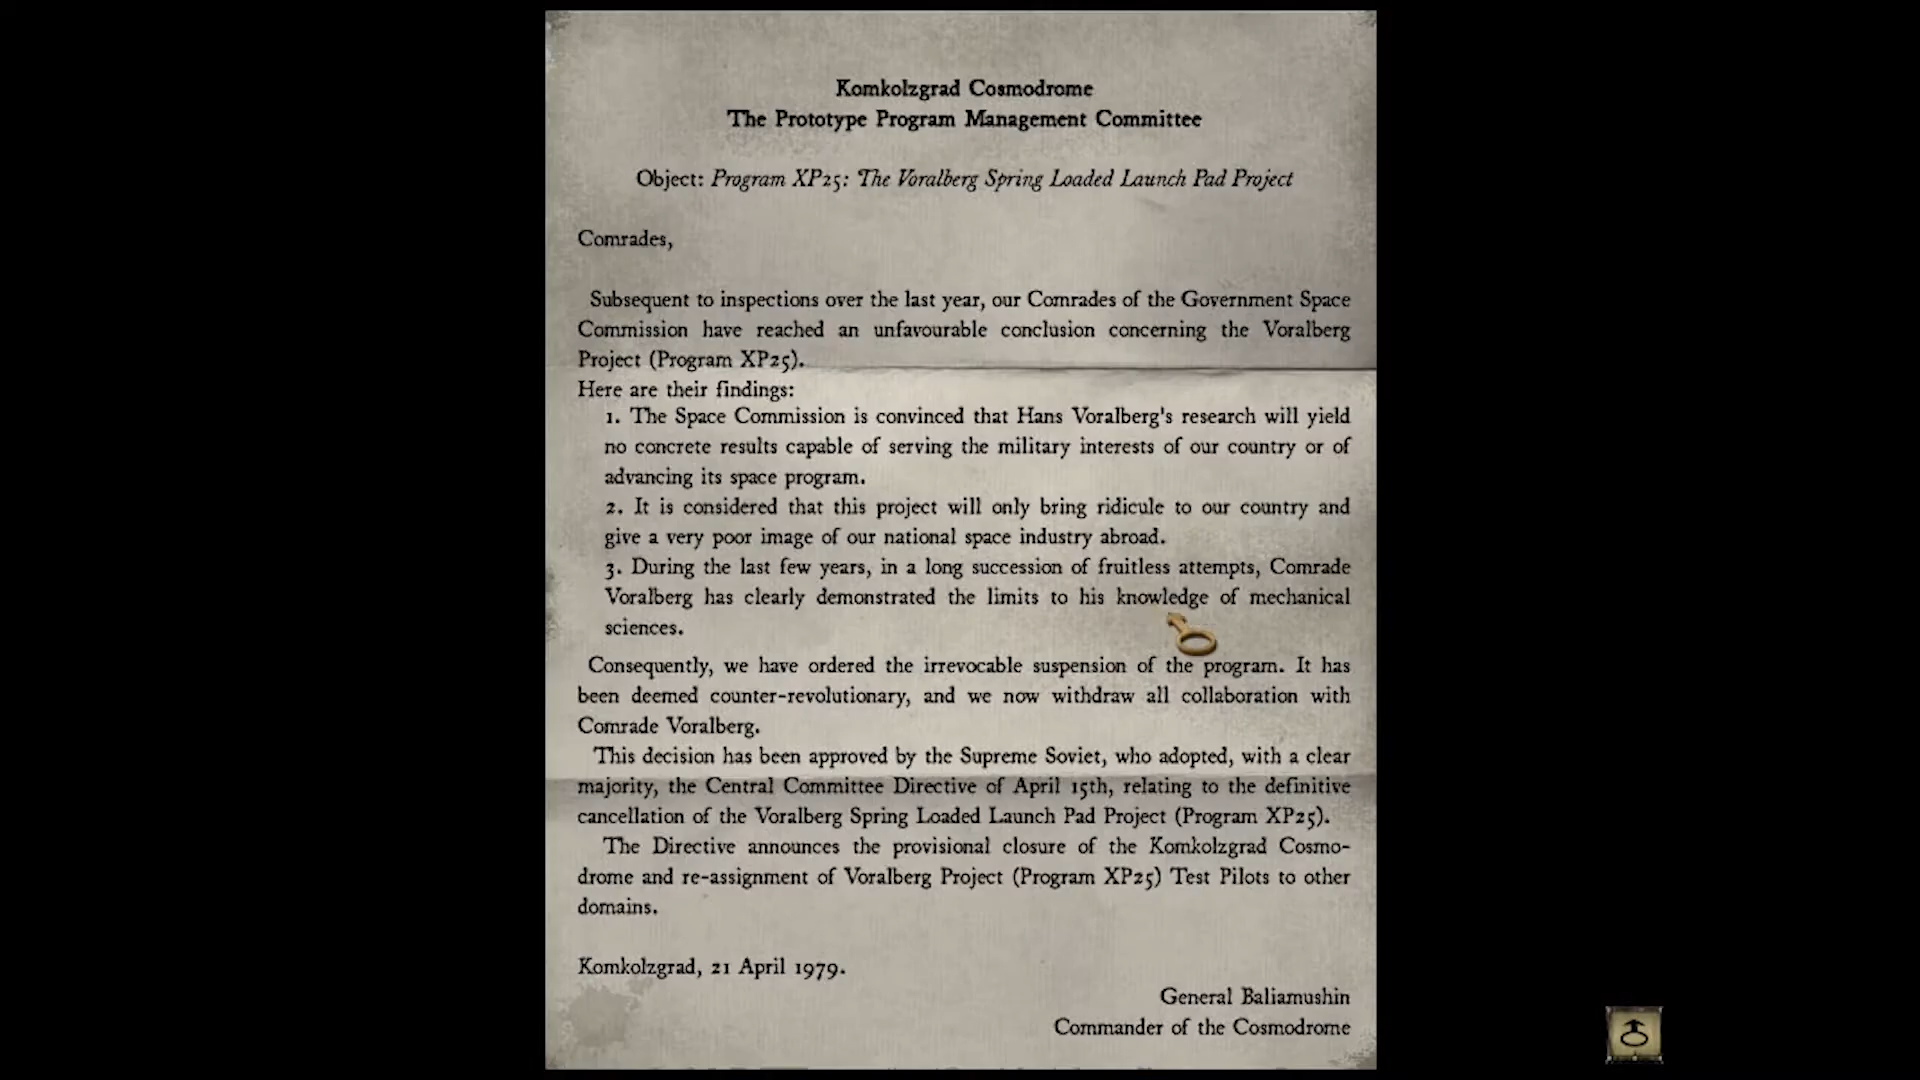 Komkolzgrad Cosmodrome
The Prototype Program Management Committee
Object: Program XP25: The Voralberg Spring Loaded Launch Pad Project
Comrades,
Subsequent to inspections over the last year, our Comrades of the Government Space
Commission have reached an unfavourable conclusion concerning the Voralberg
Project (Program XP25).
Here are their findings:
1. The Space Commission is convinced that Hans Voralberg's research will yield
no concrete results capable of serving the military interests of our country or of
advancing its space program.
2. It is considered that this project will only bring ridicule to our country and
give a very poor image of our national space industry abroad.
3. During the last few years, in a long succession of fruitless attempts, Comrade
Voralberg has clearly demonstrated the limits to his knowledge of mechanical
sciences.
Consequently, we have ordered the irrevocable suspension of the program. It has
been deemed counter-revolutionary, and we now withdraw all collaboration with
Comrade Voralberg.
This decision has been approved by the Supreme Soviet, who adopted, with a clear
majority, the Central Committee Directive of April 15th, relating to the definitive
cancellation of the Voralberg Spring Loaded Launch Pad Project (Program XP25).
The Directive announces the provisional closure of the Komkolzgrad Cosmo-
drome and re-assignment of Voralberg Project (Program XP25) Test Pilots to other
domains.
Komkolzgrad, 21 April 1979.
General Baliamushin
Commander of the Cosmodrome